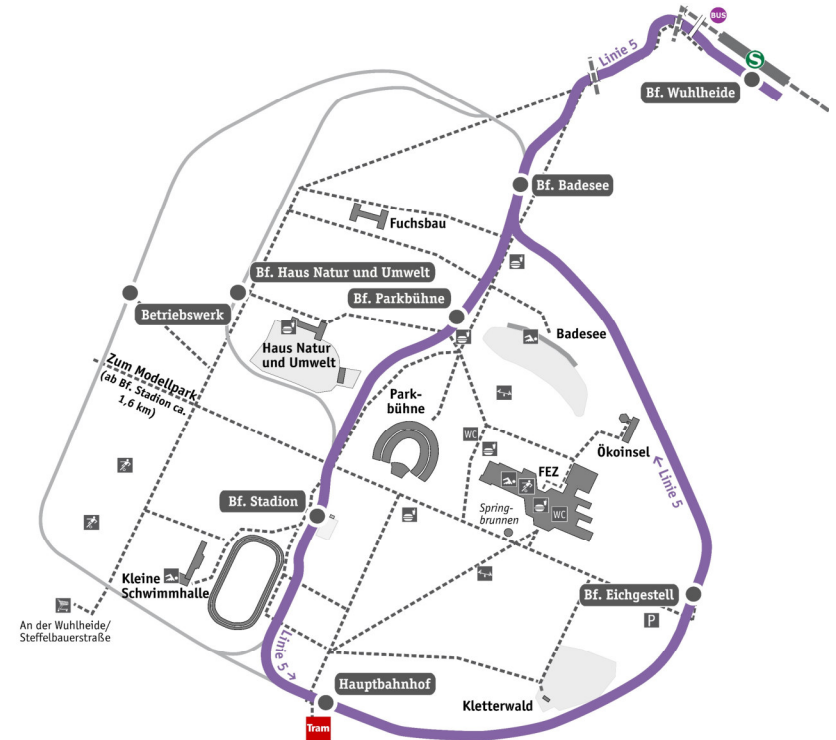 BUS
Linie 5
S
Bf. Wuhlheide
Bf. Badesee
Fuchsbau
Bf. Haus Natur und Umwelt
Bf. Parkbühne
Betriebswerk
Haus Natur
und Umwelt
Badesee
Zum Modellpark
(ab Bf. Stadion ca.
1,6 km)
Park-
bühne
WC
Ökoinsel
FEZ
Linie 5
Bf. Stadion
Spring-
brunnen
WC
Kleine
Schwimmhalle
Bf. Eichgestell
P
An der Wuhlheide/
Steffelbauerstraße
Linie 5
Hauptbahnhof
Kletterwald
Tram